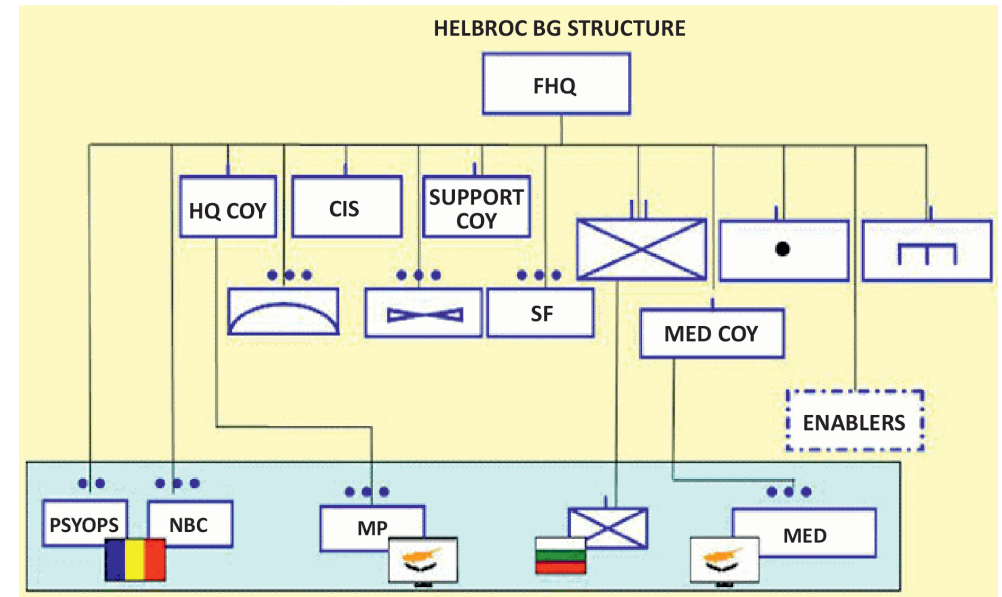 HELBROC BG STRUCTURE
FHQ
HQ COY
CIS
SUPPORT
COY
SF
MED COY
ENABLERS
PSYOPS
NBC
MP
MED